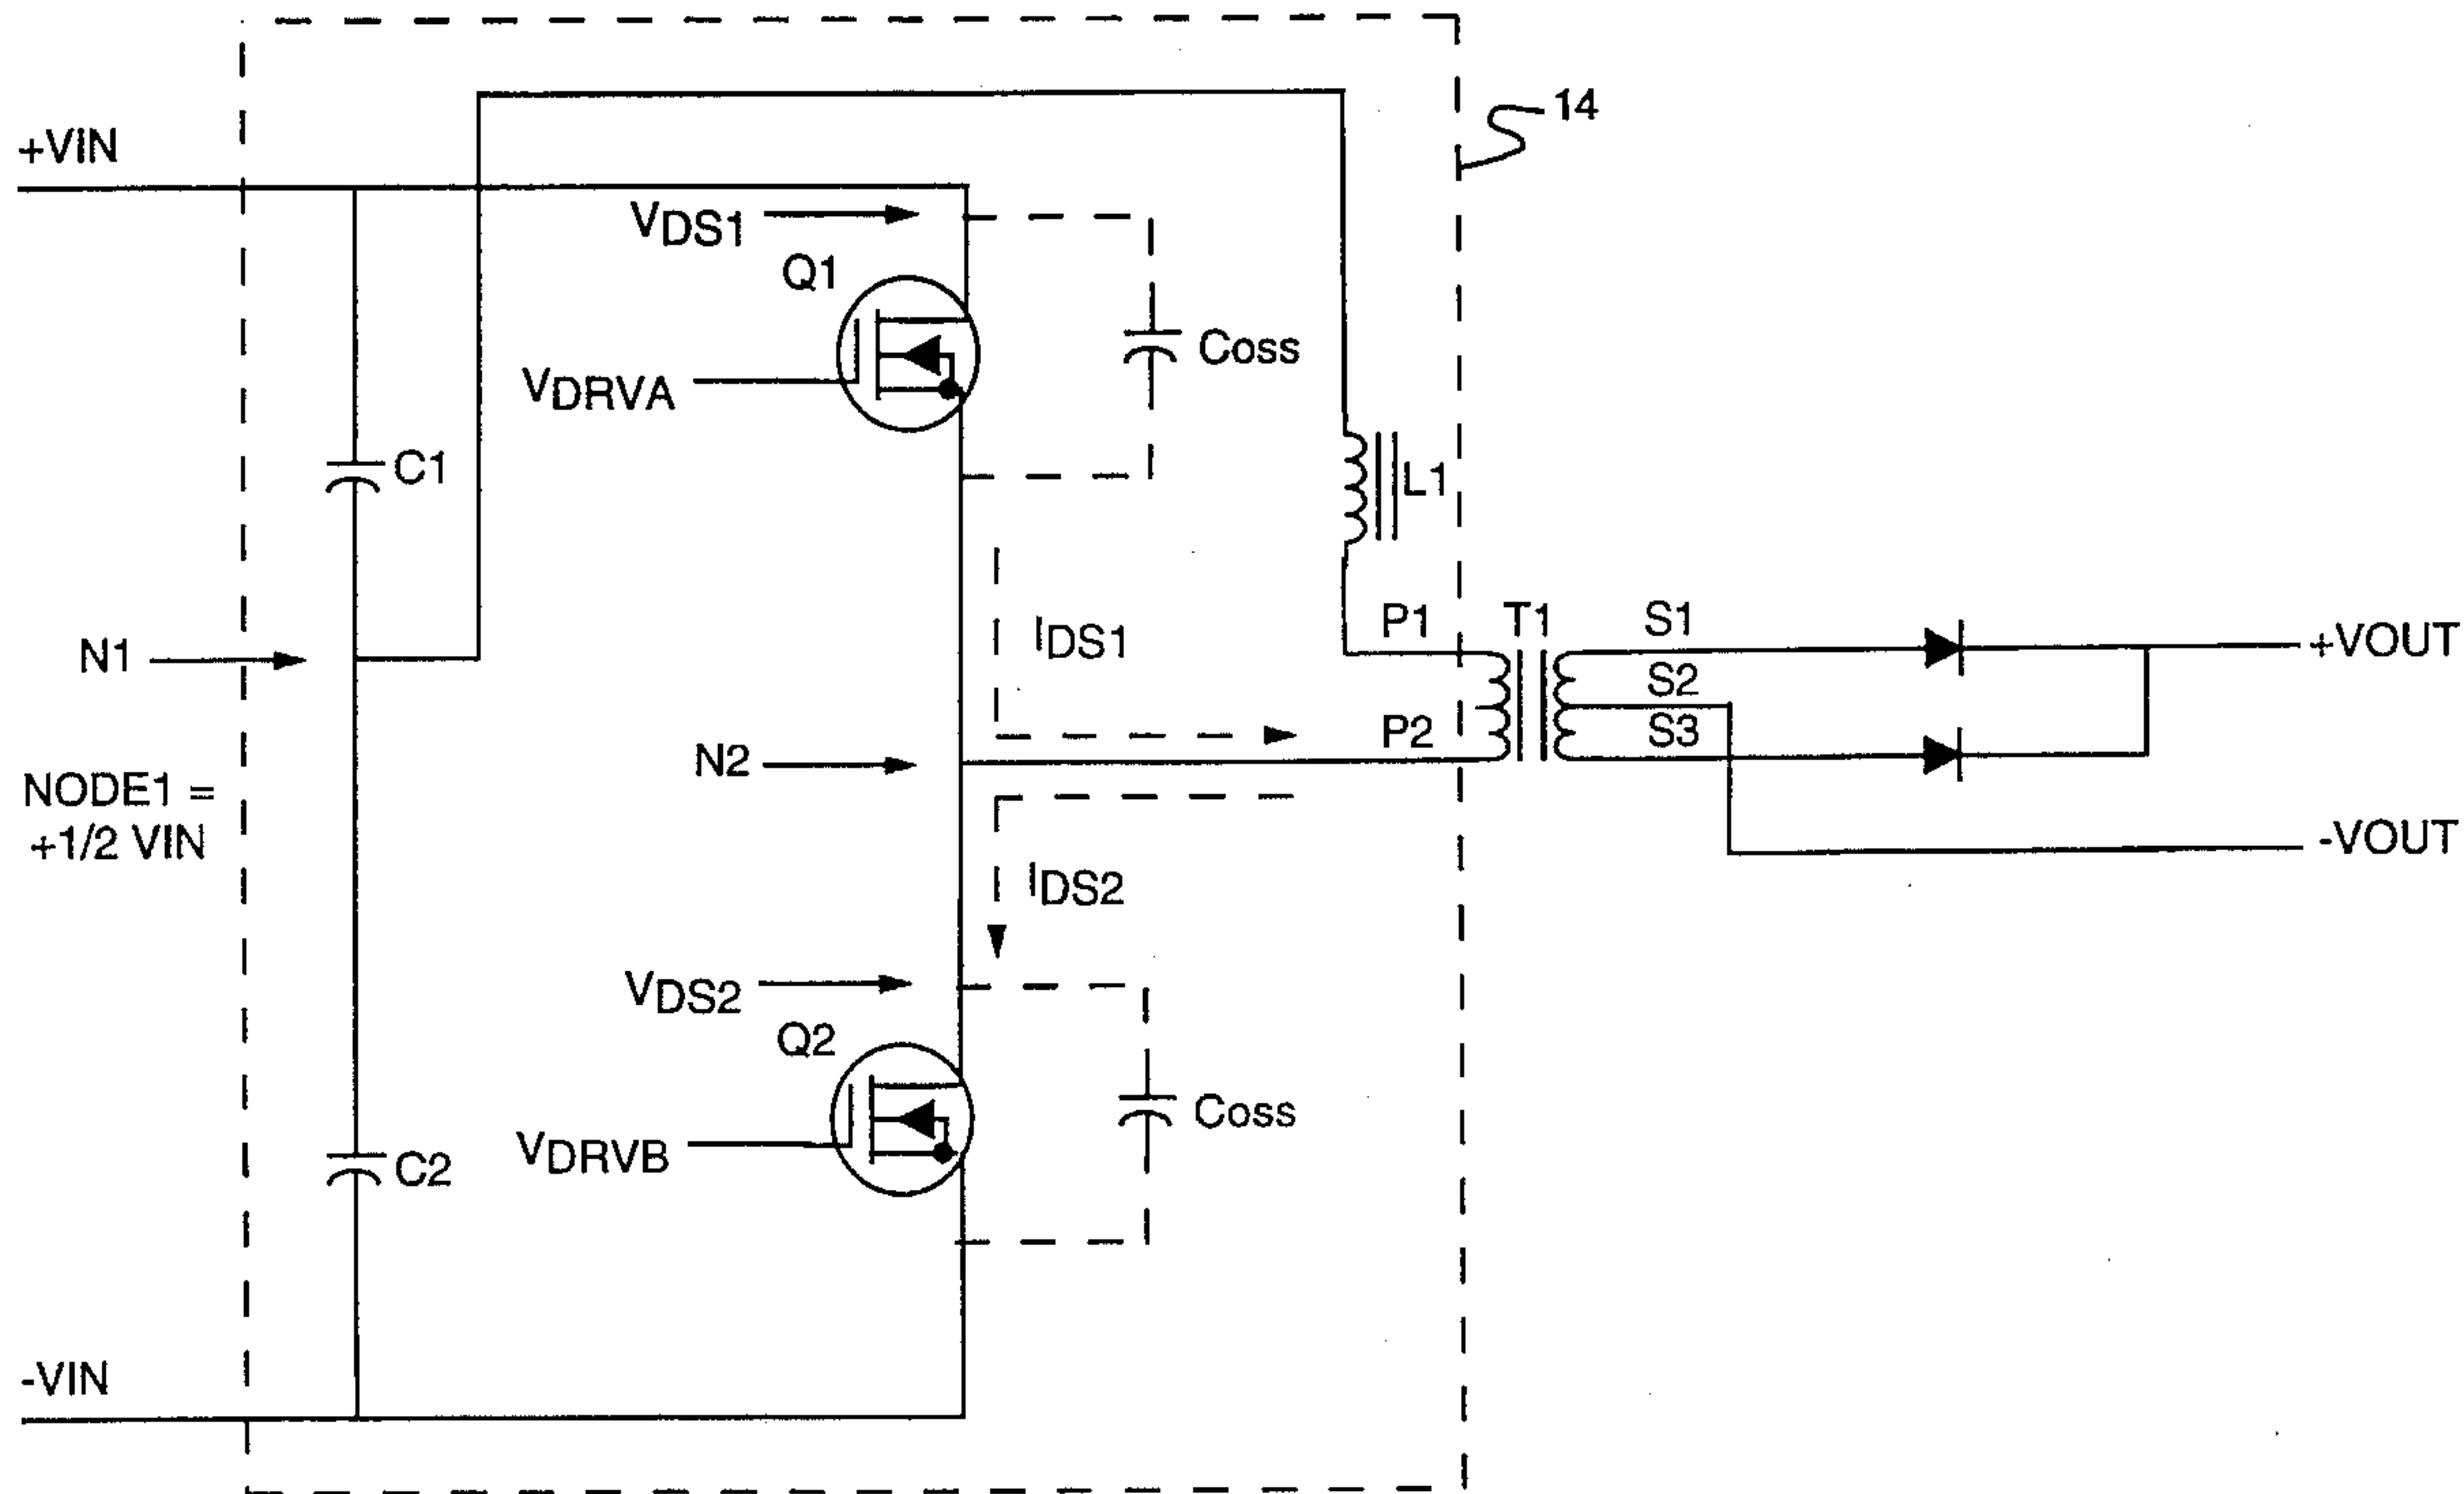 14
+VIN
VDS1
Q1
Coss
VDRVA
C1
L1
P1
T1
S1
IDS1
+VOUT
N1
S2
P2
S3
N2
NODE1 =
+1/2 VIN
-VOUT
IDS2
VDS2
Q2
Coss
VDRVB
C2
-VIN